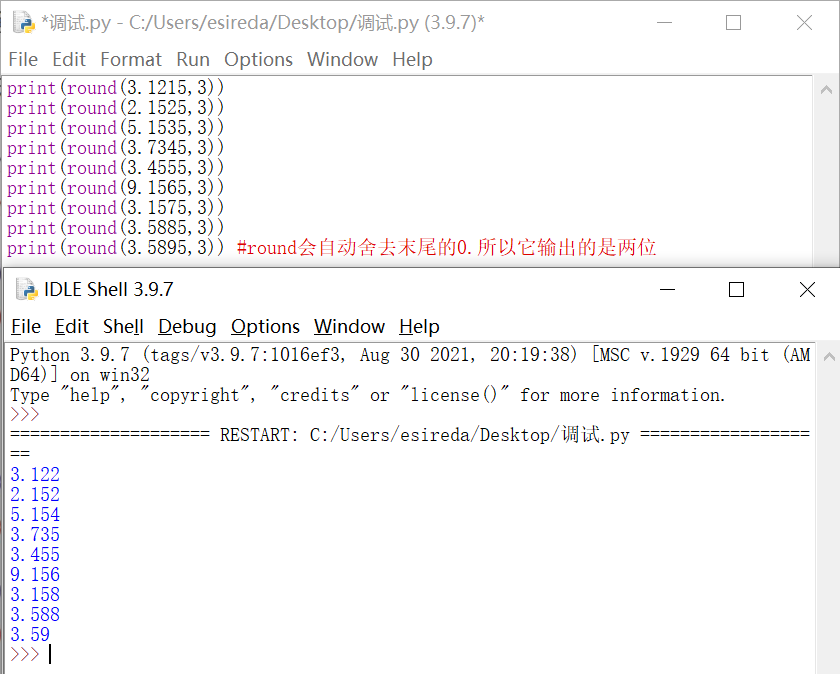 *调试.py - C:/Users/esireda/Desktop/调试.py (3.9.7)*
File Edit Format Run Options Window Help
print(round(3.1215,3))
print(round(2.1525,3))
print(round(5.1535,3))
print(round(3.7345,3))
print(round(3.4555,3))
print(round(9.1565,3))
print(round(3.1575,3))
print(round(3.5885,3))
print(round(3.5895,3)) #round会自动舍去末尾的0.所以它输出的是两位
IDLE Shell 3.9.7
File Edit Shell Debug Options Window Help
Python 3.9.7 (tags/v3.9.7:1016ef3, Aug 30 2021, 20:19:38) [MSC v.1929 64 bit (AM
D64)] on win32
Type "help", "copyright", "credits" or "license()" for more information.
>>>
==================== RESTART: C:/Users/esireda/Desktop/调试.py =================
==
3.122
2.152
5.154
3.735
3.455
9.156
3.158
3.588
3.59
>>>